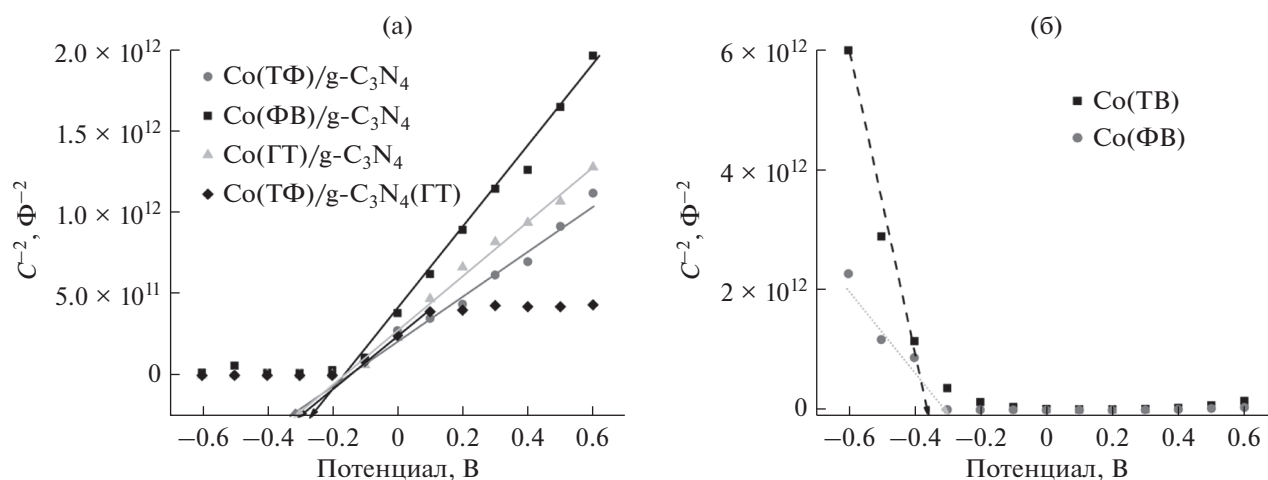 (а)
C⁻², Ф⁻²
2.0 × 10¹²
1.5 × 10¹²
1.0 × 10¹²
5.0 × 10¹¹
0
Co(ТФ)/g-C₃N₄
Co(ФВ)/g-C₃N₄
Co(ГТ)/g-C₃N₄
Co(ТФ)/g-C₃N₄(ГТ)
−0.6 −0.4 −0.2 0 0.2 0.4 0.6
Потенциал, В
(б)
C⁻², Ф⁻²
6 × 10¹²
4 × 10¹²
2 × 10¹²
0
Co(ТВ)
Co(ФВ)
−0.6 −0.4 −0.2 0 0.2 0.4 0.6
Потенциал, В